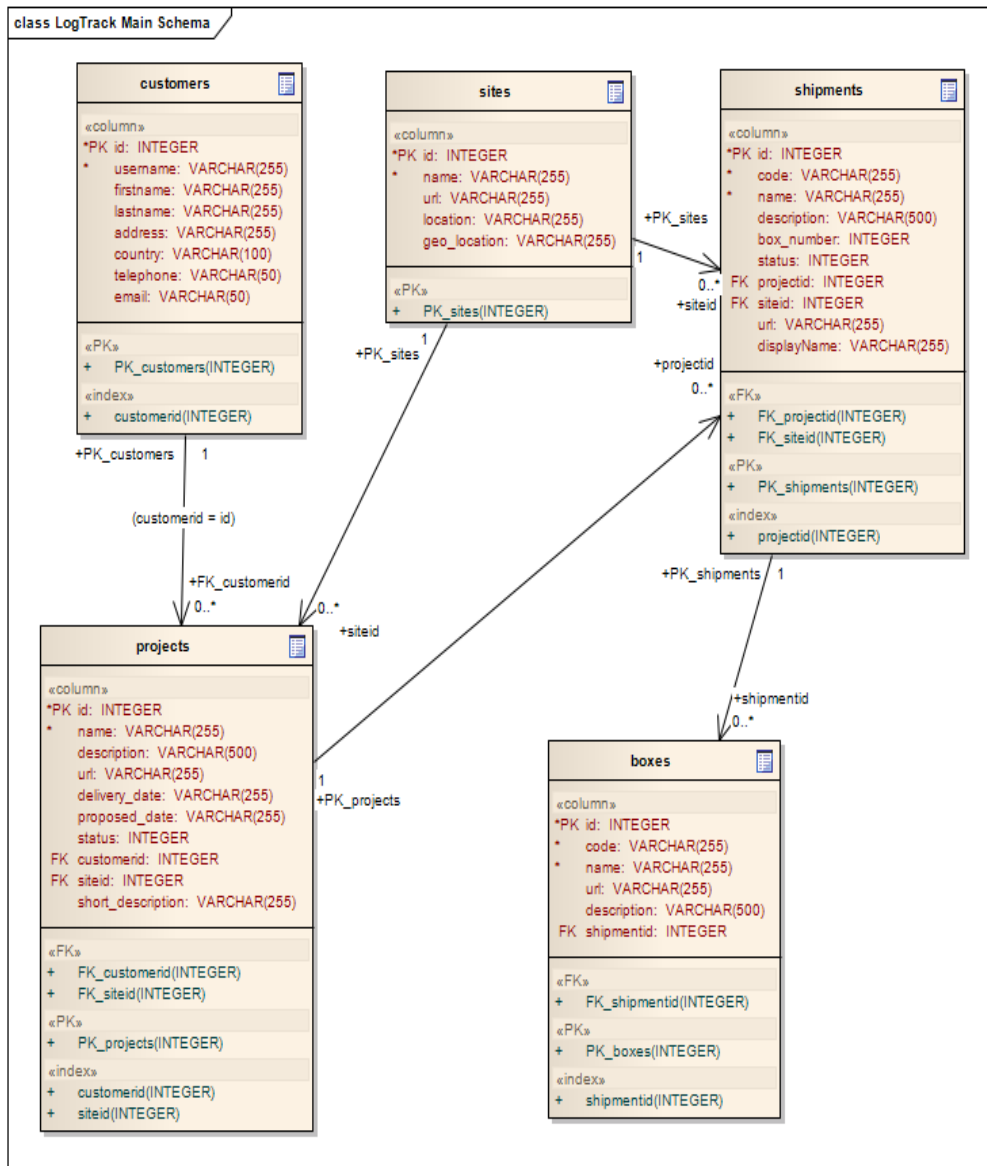 class LogTrack Main Schema
customers
«column»
*PK id: INTEGER
* username: VARCHAR(255)
firstname: VARCHAR(255)
lastname: VARCHAR(255)
address: VARCHAR(255)
country: VARCHAR(100)
telephone: VARCHAR(50)
email: VARCHAR(50)
«PK»
+ PK_customers(INTEGER)
«index»
+ customerid(INTEGER)
sites
«column»
*PK id: INTEGER
* name: VARCHAR(255)
url: VARCHAR(255)
location: VARCHAR(255)
geo_location: VARCHAR(255)
«PK»
+ PK_sites(INTEGER)
shipments
«column»
*PK id: INTEGER
* code: VARCHAR(255)
* name: VARCHAR(255)
description: VARCHAR(500)
box_number: INTEGER
status: INTEGER
FK projectid: INTEGER
FK siteid: INTEGER
url: VARCHAR(255)
displayName: VARCHAR(255)
«FK»
+ FK_projectid(INTEGER)
+ FK_siteid(INTEGER)
«PK»
+ PK_shipments(INTEGER)
«index»
+ projectid(INTEGER)
+PK_sites
1
0..*
+siteid
+projectid
0..*
1
+PK_sites
+PK_customers 1
(customerid = id)
+FK_customerid
0..*
0..*
+siteid
+PK_shipments 1
+shipmentid
0..*
1
+PK_projects
projects
«column»
*PK id: INTEGER
* name: VARCHAR(255)
description: VARCHAR(500)
url: VARCHAR(255)
delivery_date: VARCHAR(255)
proposed_date: VARCHAR(255)
status: INTEGER
FK customerid: INTEGER
FK siteid: INTEGER
short_description: VARCHAR(255)
«FK»
+ FK_customerid(INTEGER)
+ FK_siteid(INTEGER)
«PK»
+ PK_projects(INTEGER)
«index»
+ customerid(INTEGER)
+ siteid(INTEGER)
boxes
«column»
*PK id: INTEGER
* code: VARCHAR(255)
* name: VARCHAR(255)
url: VARCHAR(255)
description: VARCHAR(500)
FK shipmentid: INTEGER
«FK»
+ FK_shipmentid(INTEGER)
«PK»
+ PK_boxes(INTEGER)
«index»
+ shipmentid(INTEGER)